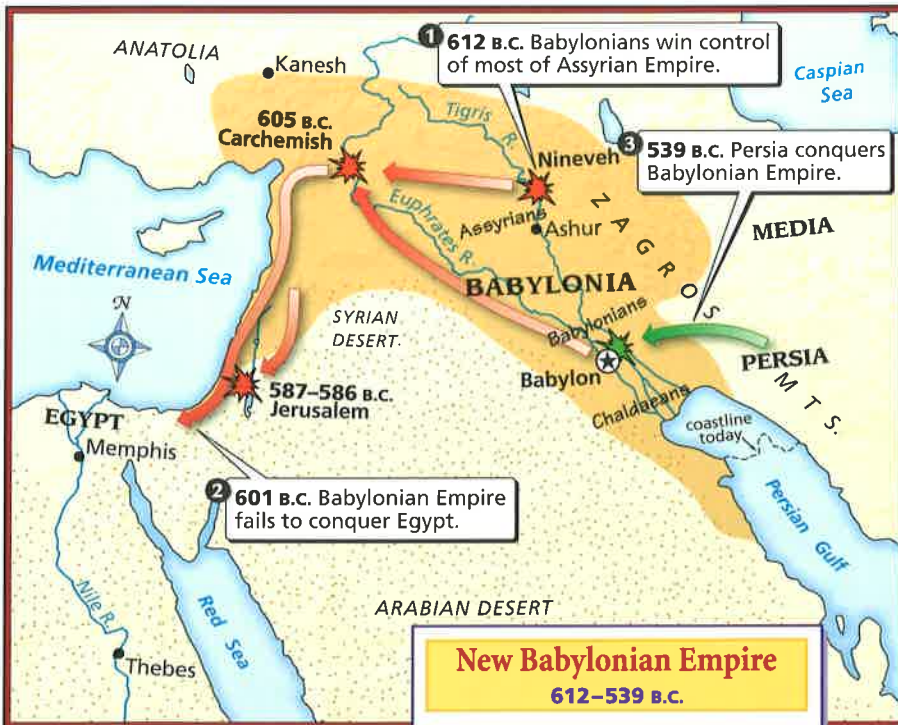 ANATOLIA
Kanesh
1 612 B.C. Babylonians win control
of most of Assyrian Empire.
Caspian
Sea
605 B.C.
Carchemish
Tigris R.
Nineveh
3 539 B.C. Persia conquers
Babylonian Empire.
Euphrates R.
Assyrians
Ashur
ZAGROS MTS.
MEDIA
Mediterranean Sea
BABYLONIA
N
SYRIAN
DESERT.
Babylonians
Babylon
PERSIA
587–586 B.C.
Jerusalem
Chaldaeans
coastline
today
EGYPT
Memphis
2 601 B.C. Babylonian Empire
fails to conquer Egypt.
Persian Gulf
Nile R.
Red Sea
ARABIAN DESERT
Thebes
New Babylonian Empire
612–539 B.C.